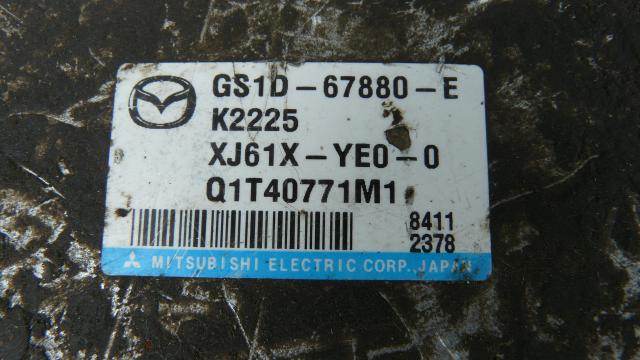 GS1D-67880-E
K2225
XJ61X-YE0-0
Q1T40771M1
8411
2378
MITSUBISHI ELECTRIC CORP., JAPAN